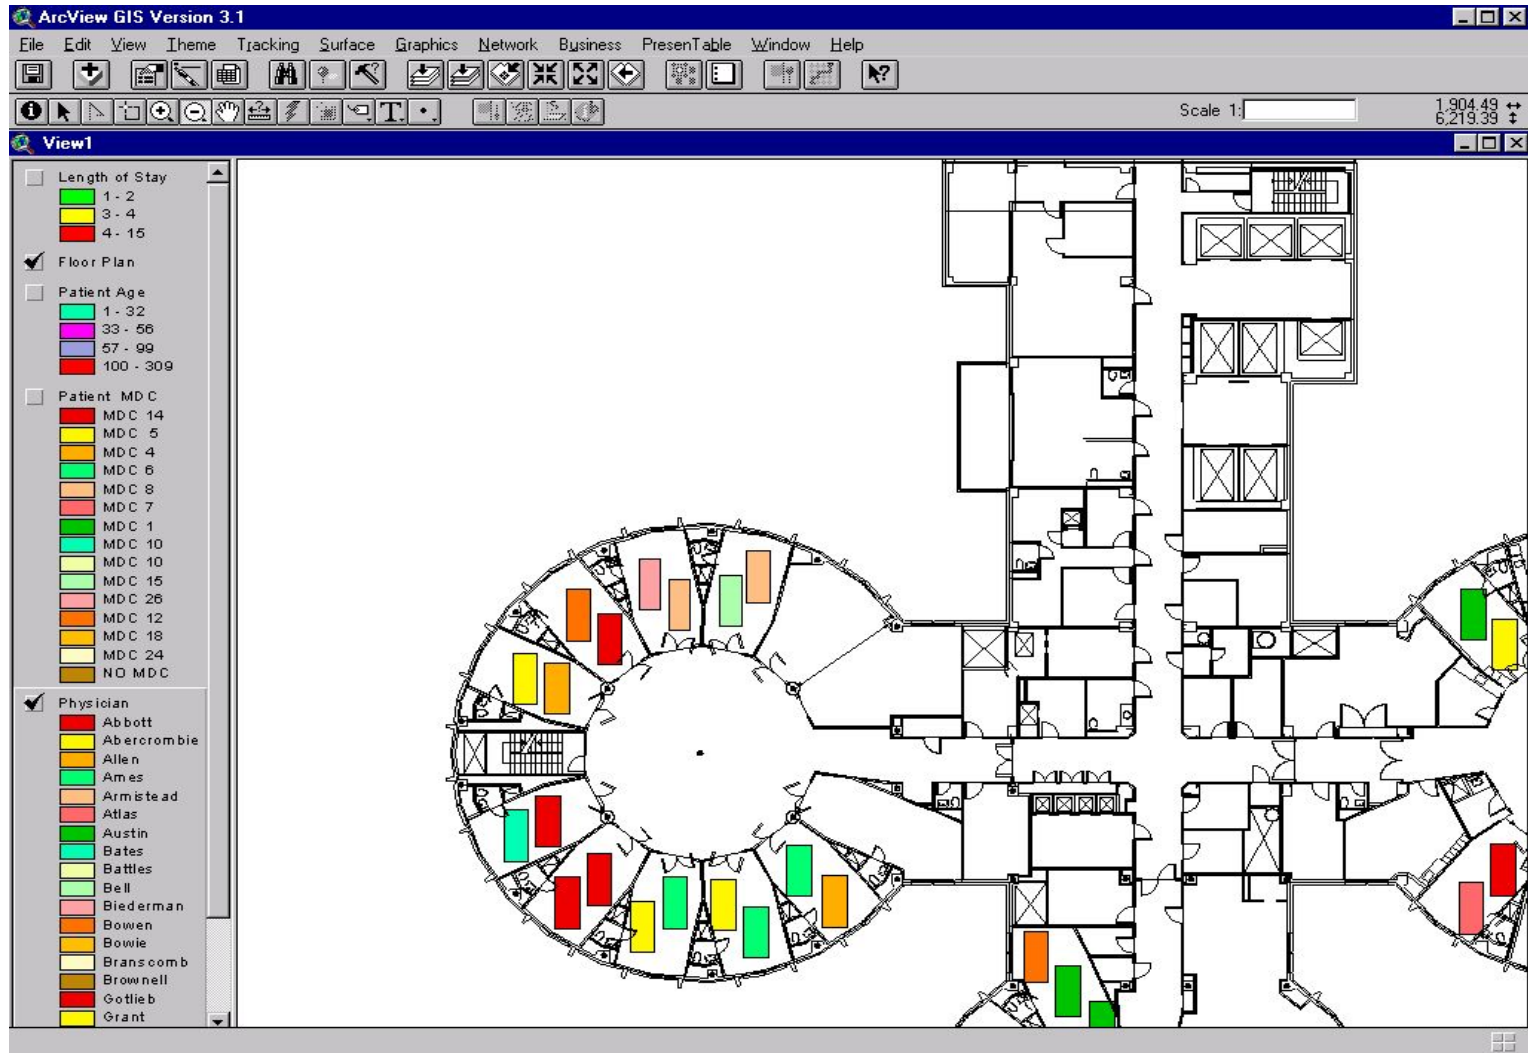 ArcView GIS Version 3.1
File Edit View Theme Tracking Surface Graphics Network Business PresenTable Window Help
Scale 1:
1,904.49
6,219.39
View1
Length of Stay
1 - 2
3 - 4
4 - 15
Floor Plan
Patient Age
1 - 32
33 - 56
57 - 99
100 - 309
Patient MDC
MDC 14
MDC 5
MDC 4
MDC 6
MDC 8
MDC 7
MDC 1
MDC 10
MDC 10
MDC 15
MDC 26
MDC 12
MDC 18
MDC 24
NO MDC
Physician
Abbott
Abercrombie
Allen
Ames
Armistead
Atlas
Austin
Bates
Battles
Bell
Biederman
Bowen
Bowie
Branscomb
Brownell
Gotlieb
Grant